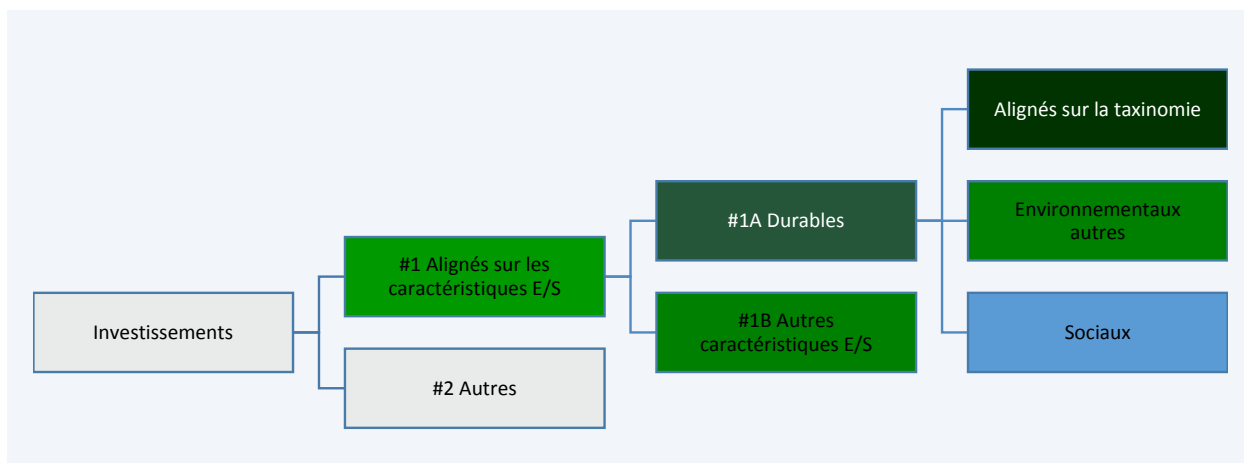 Investissements
#1 Alignés sur les
caractéristiques E/S
#2 Autres
#1A Durables
#1B Autres
caractéristiques E/S
Alignés sur la taxinomie
Environnementaux
autres
Sociaux